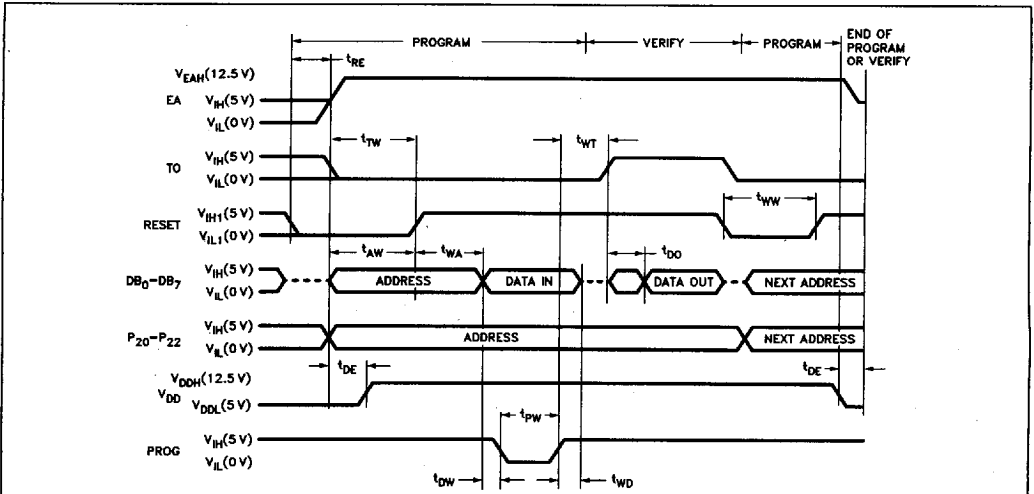 PROGRAM VERIFY PROGRAM END OF
PROGRAM
OR VERIFY
tRE
VEAH(12.5 V)
EA VIH(5 V)
VIL(0 V)
tTW tWT
VIH(5 V)
TO
VIL(0 V)
tWW
VIH1(5 V)
RESET
VIL1(0 V)
tAW tWA tDO
VIH(5 V)
DB0–DB7 ADDRESS DATA IN DATA OUT NEXT ADDRESS
VIL(0 V)
VIH(5 V)
P20–P22 ADDRESS NEXT ADDRESS
VIL(0 V)
tDE tDE
VDDH(12.5 V)
VDD
VDDL(5 V)
tPW
VIH(5 V)
PROG
VIL(0 V)
tDW tWD